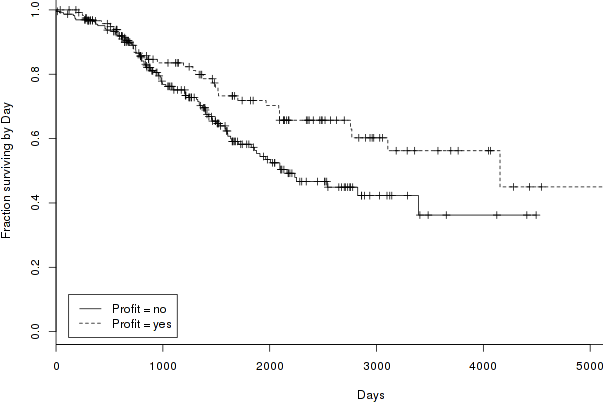 Fraction surviving by Day
1.0
0.8
0.6
0.4
0.2
0.0
Profit = no
Profit = yes
0 1000 2000 3000 4000 5000
Days